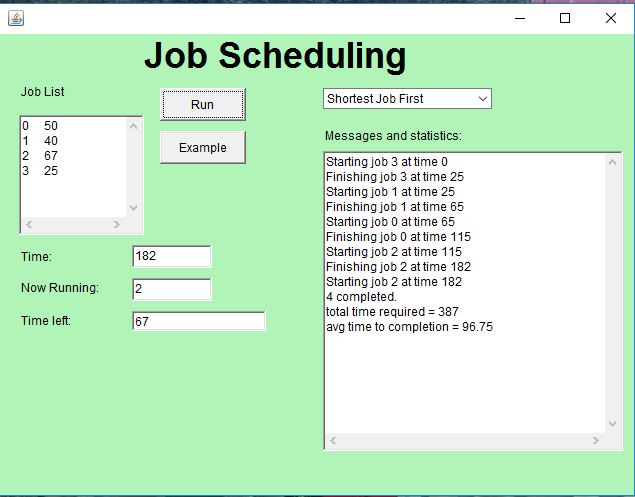 Job Scheduling
Job List
Run
Shortest Job First
Example
Messages and statistics:
0 50
1 40
2 67
3 25
Starting job 3 at time 0
Finishing job 3 at time 25
Starting job 1 at time 25
Finishing job 1 at time 65
Starting job 0 at time 65
Finishing job 0 at time 115
Starting job 2 at time 115
Finishing job 2 at time 182
Starting job 2 at time 182
4 completed.
total time required = 387
avg time to completion = 96.75
Time: 182
Now Running: 2
Time left: 67